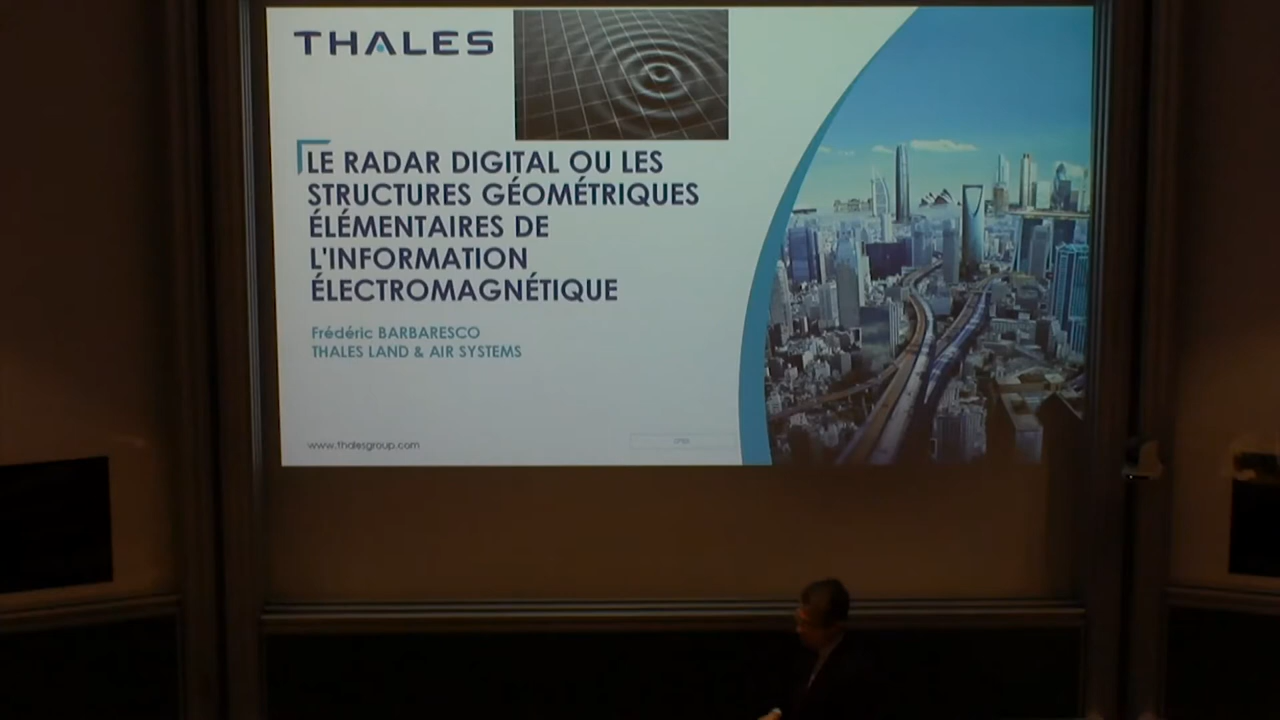 THALES
LE RADAR DIGITAL OU LES
STRUCTURES GÉOMÉTRIQUES
ÉLÉMENTAIRES DE
L'INFORMATION
ÉLECTROMAGNÉTIQUE
Frédéric BARBARESCO
THALES LAND & AIR SYSTEMS
www.thalesgroup.com